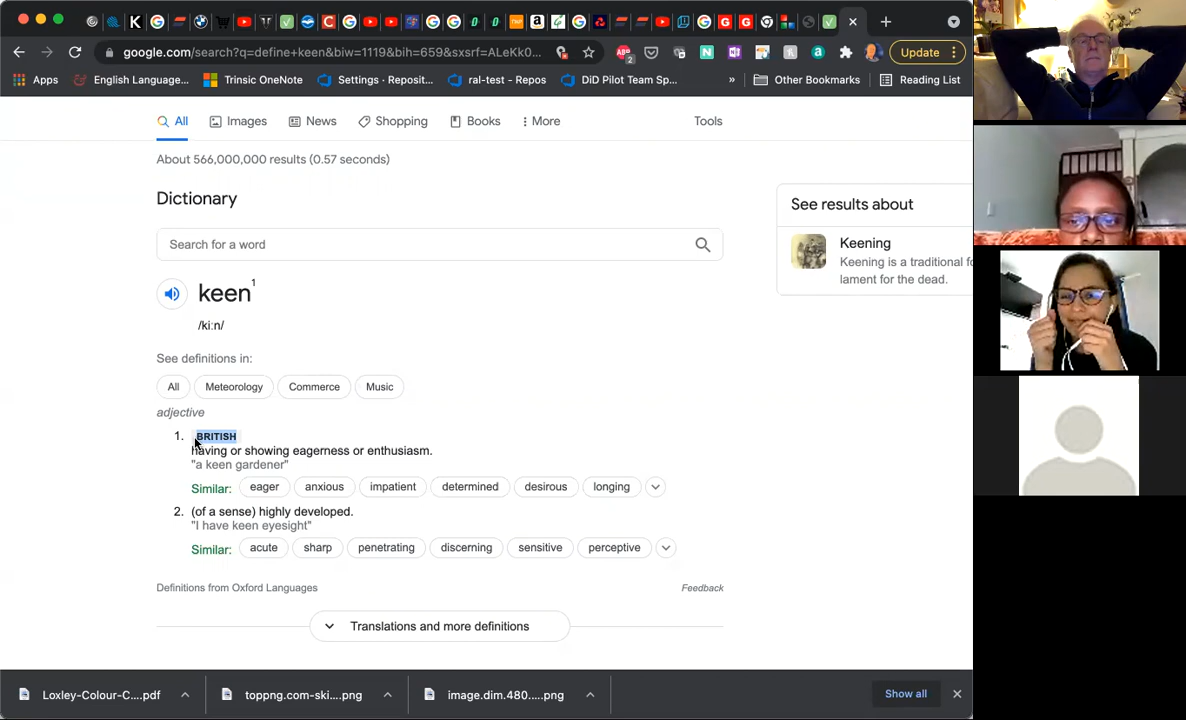 google.com/search?q=define+keen&biw=1119&bih=659&sxsrf=ALeKk0...
2
Update
Apps
English Language...
Trinsic OneNote
Settings · Reposit...
ral-test - Repos
DiD Pilot Team Sp...
»
Other Bookmarks
Reading List
All
Images
News
Shopping
Books
More
Tools
About 566,000,000 results (0.57 seconds)
Dictionary
See results about
Search for a word
Keening
Keening is a traditional fo
lament for the dead.
keen1
/kiːn/
See definitions in:
All
Meteorology
Commerce
Music
adjective
1. BRITISH
having or showing eagerness or enthusiasm.
"a keen gardener"
Similar: eager anxious impatient determined desirous longing
2. (of a sense) highly developed.
"I have keen eyesight"
Similar: acute sharp penetrating discerning sensitive perceptive
Definitions from Oxford Languages
Feedback
Translations and more definitions
Loxley-Colour-C....pdf
toppng.com-ski....png
image.dim.480.....png
Show all